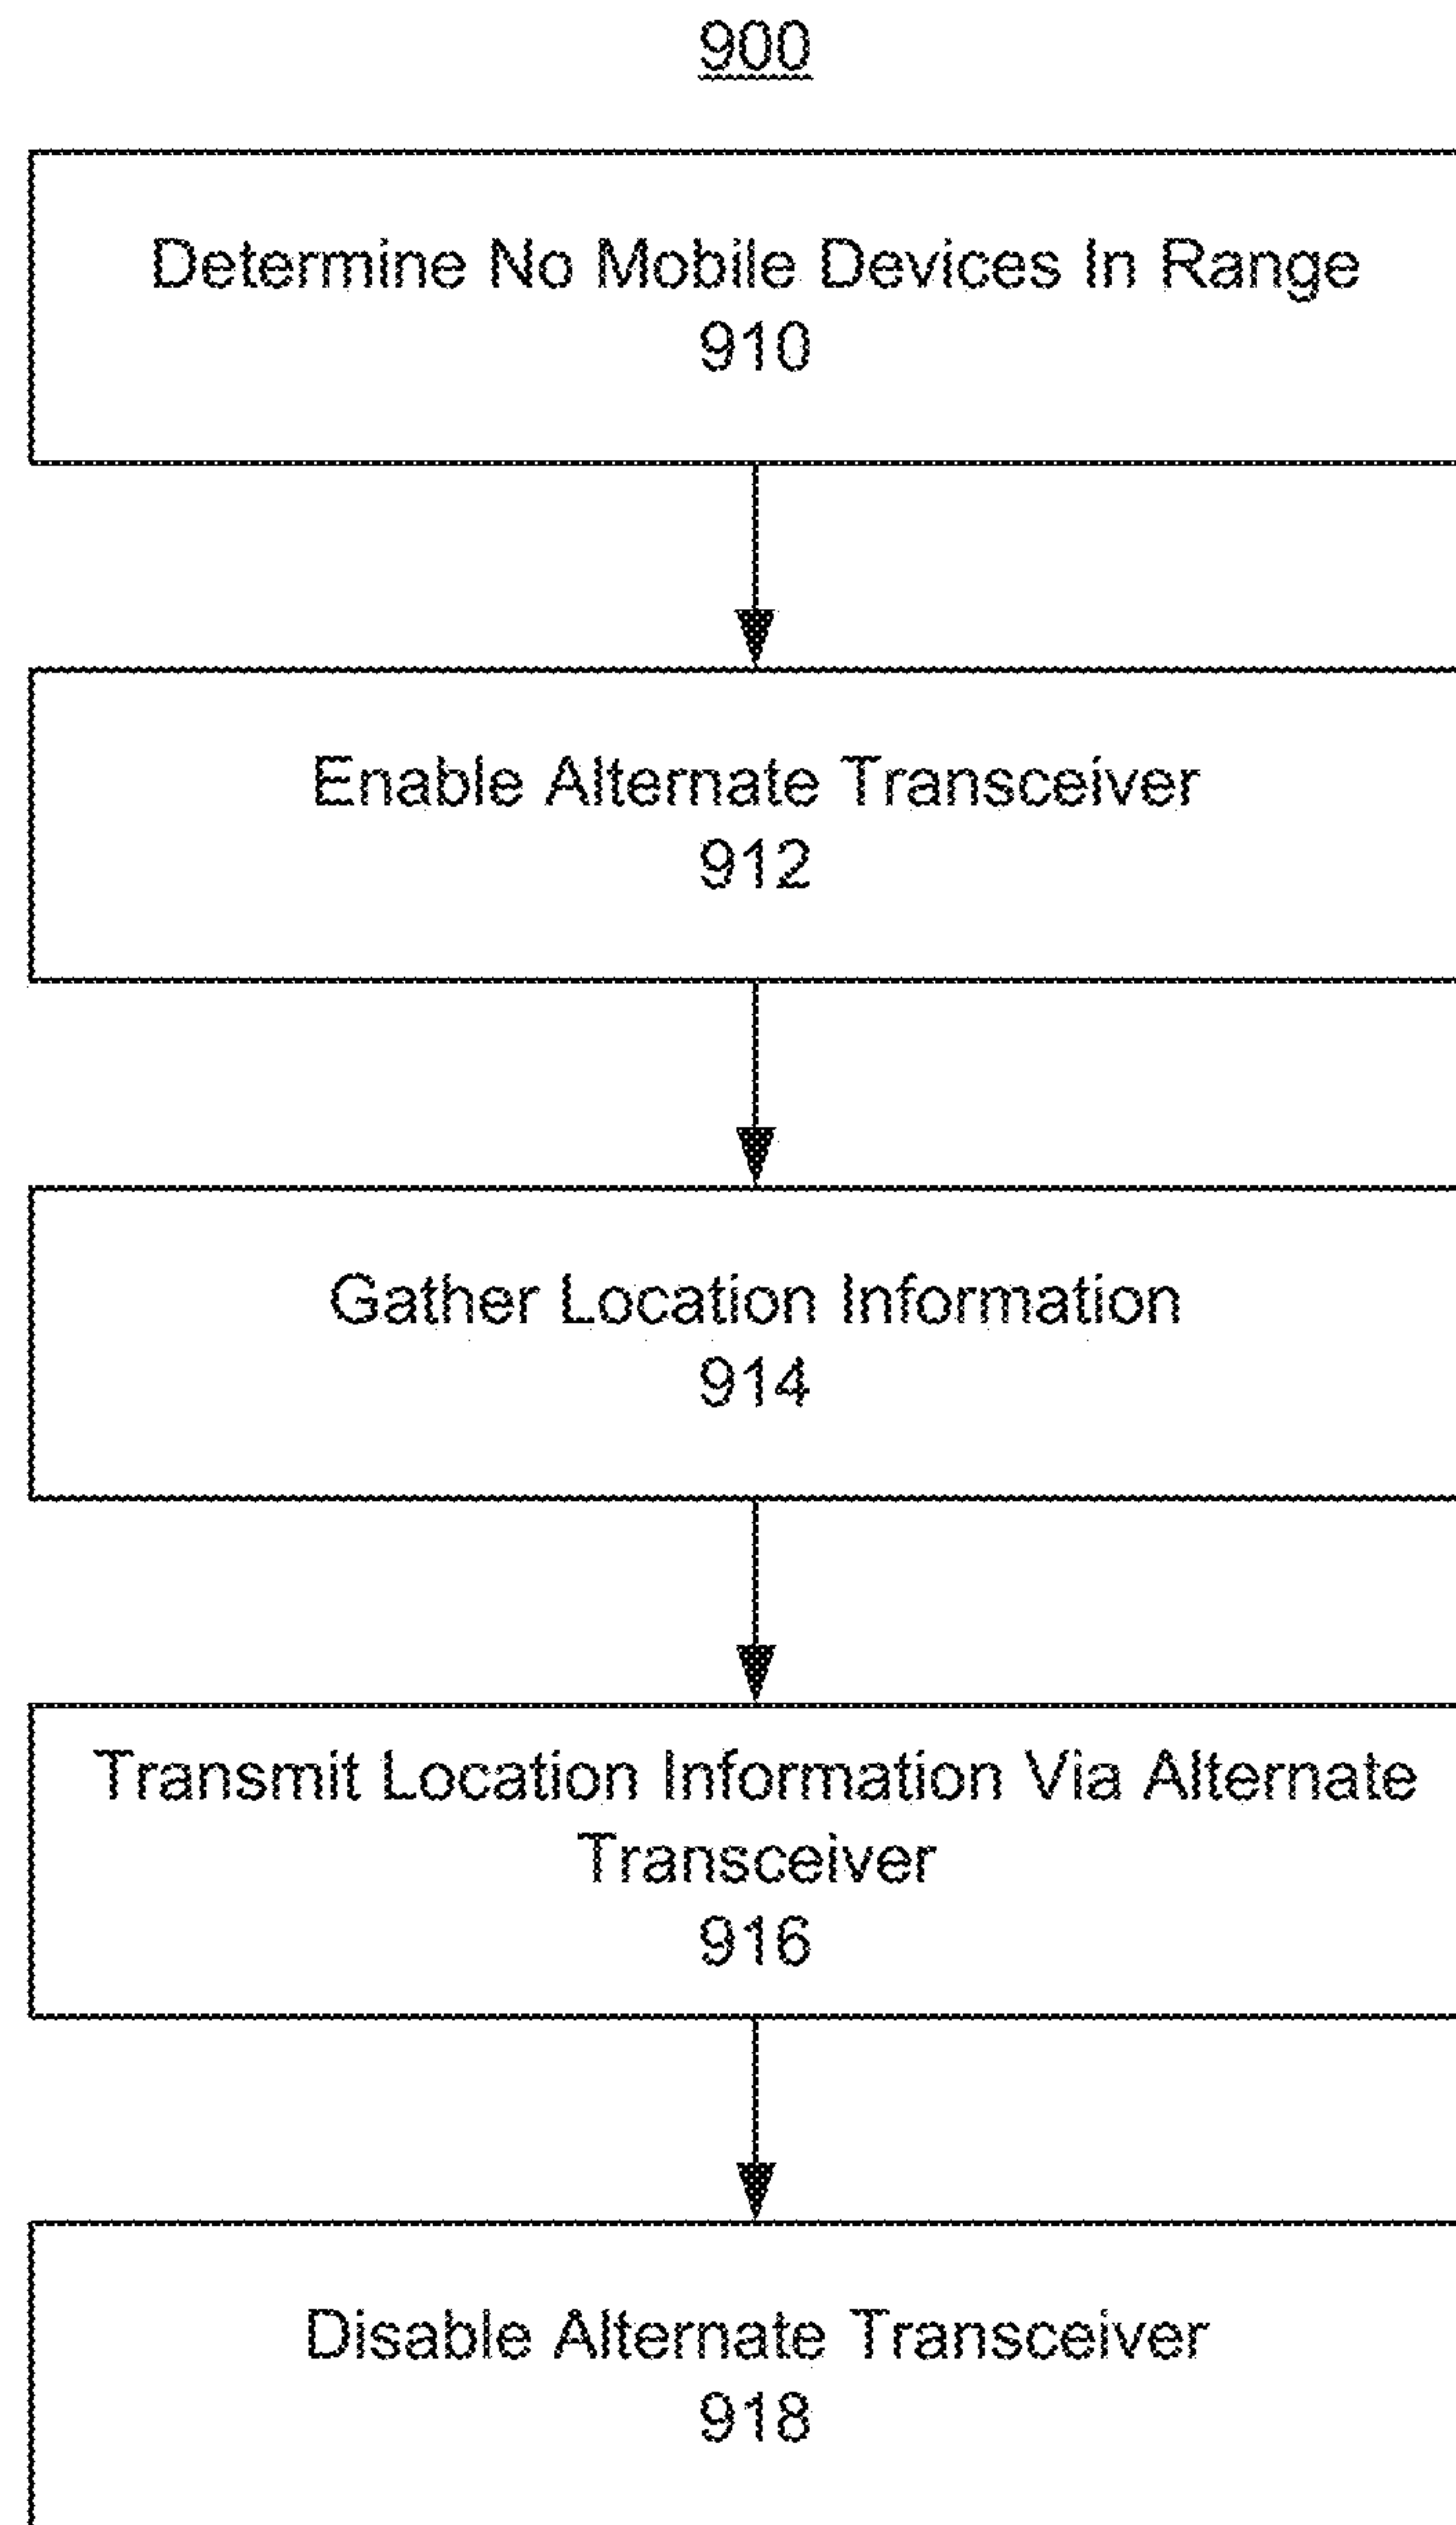 900
Determine No Mobile Devices In Range
910
Enable Alternate Transceiver
912
Gather Location Information
914
Transmit Location Information Via Alternate
Transceiver
916
Disable Alternate Transceiver
918